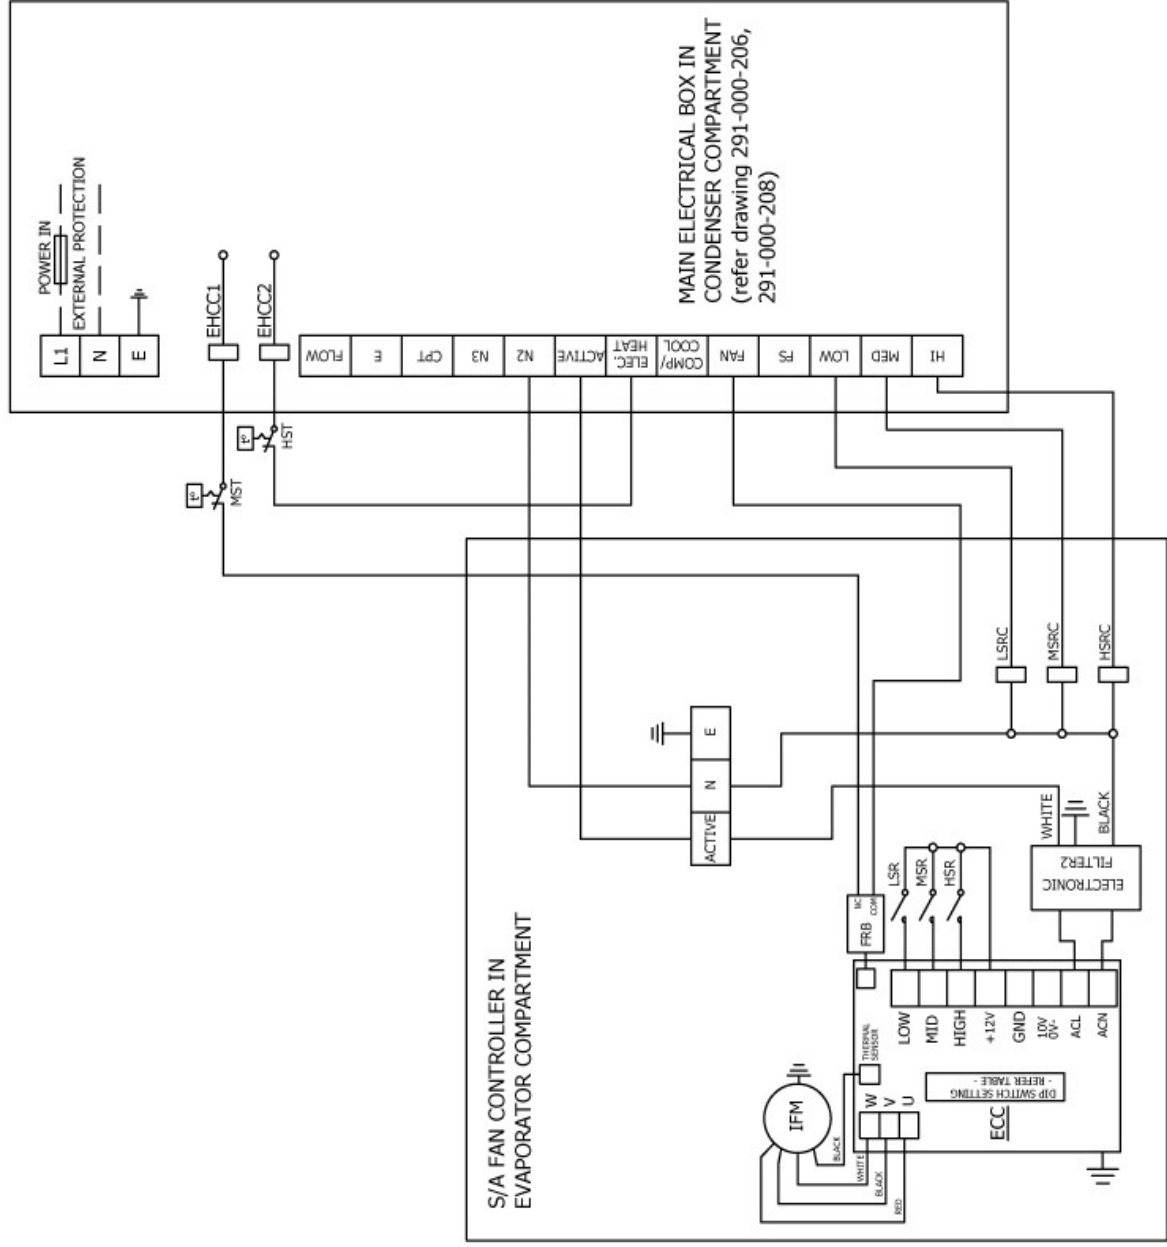 POWER IN
EXTERNAL PROTECTION
L1
N
E
EHCC1
EHCC2
MST
HST
t°
t°
FLOW
E
CPT
N3
N2
ACTIVE
ELEC.
HEAT
COMP/
COOL
FAN
FS
LOW
MED
HI
MAIN ELECTRICAL BOX IN
CONDENSER COMPARTMENT
(refer drawing 291-000-206,
291-000-208)
S/A FAN CONTROLLER IN
EVAPORATOR COMPARTMENT
ACTIVE
N
E
LSRC
MSRC
HSRC
WHITE
BLACK
ELECTRONIC
FILTER2
LSR
MSR
HSR
FRB
NC
COM
THERMAL
SENSOR
LOW
MID
HIGH
+12V
GND
10V
0V-
ACL
ACN
DIP SWITCH SETTING
- REFER TABLE -
ECC
W
V
U
IFM
BLACK
WHITE
BLACK
RED